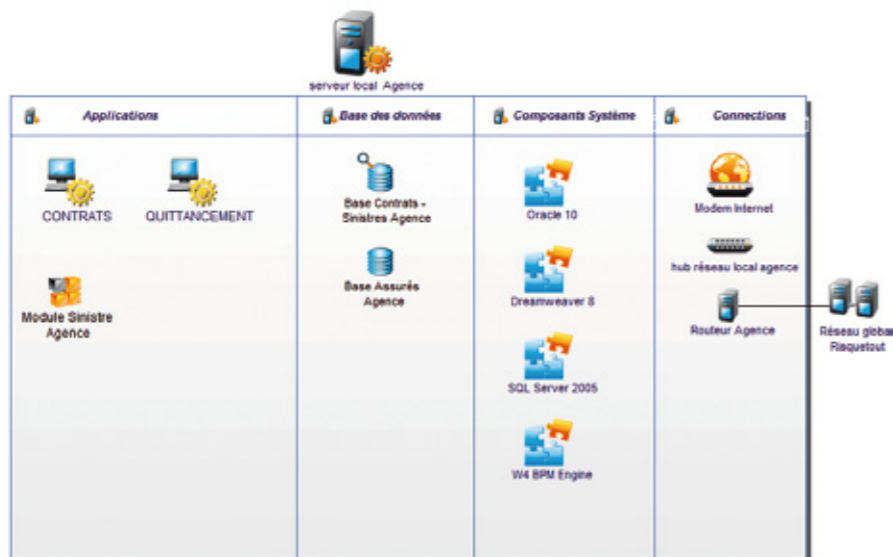 serveur local Agence
Applications
Base des données
Composants Système
Connections
CONTRATS
QUITTANCEMENT
Module Sinistre
Agence
Base Contrats -
Sinistres Agence
Base Assurés
Agence
Oracle 10
Dreamweaver 8
SQL Server 2005
W4 BPM Engine
Modem Internet
hub réseau local agence
Routeur Agence
Réseau global
Risquetout